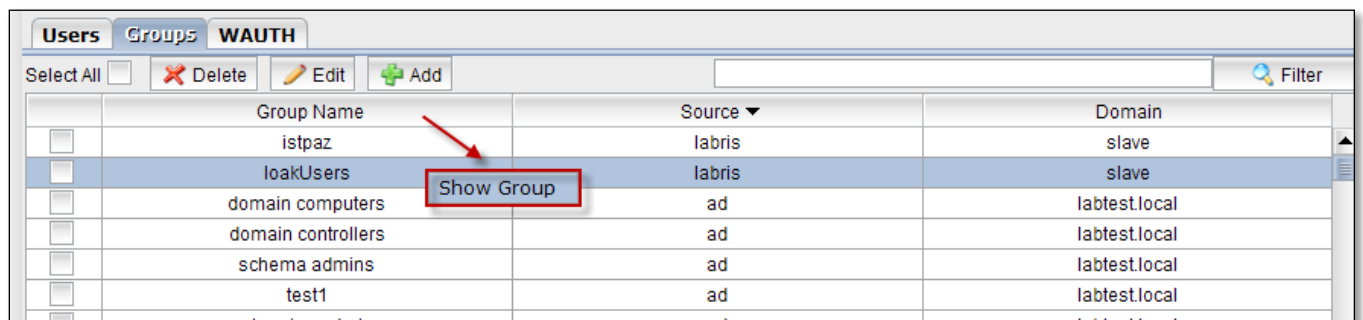 Users Groups WAUTH
Select All Delete Edit Add Filter
Group Name Source Domain
istpaz labris slave
loakUsers labris slave
Show Group
domain computers ad labtest.local
domain controllers ad labtest.local
schema admins ad labtest.local
test1 ad labtest.local